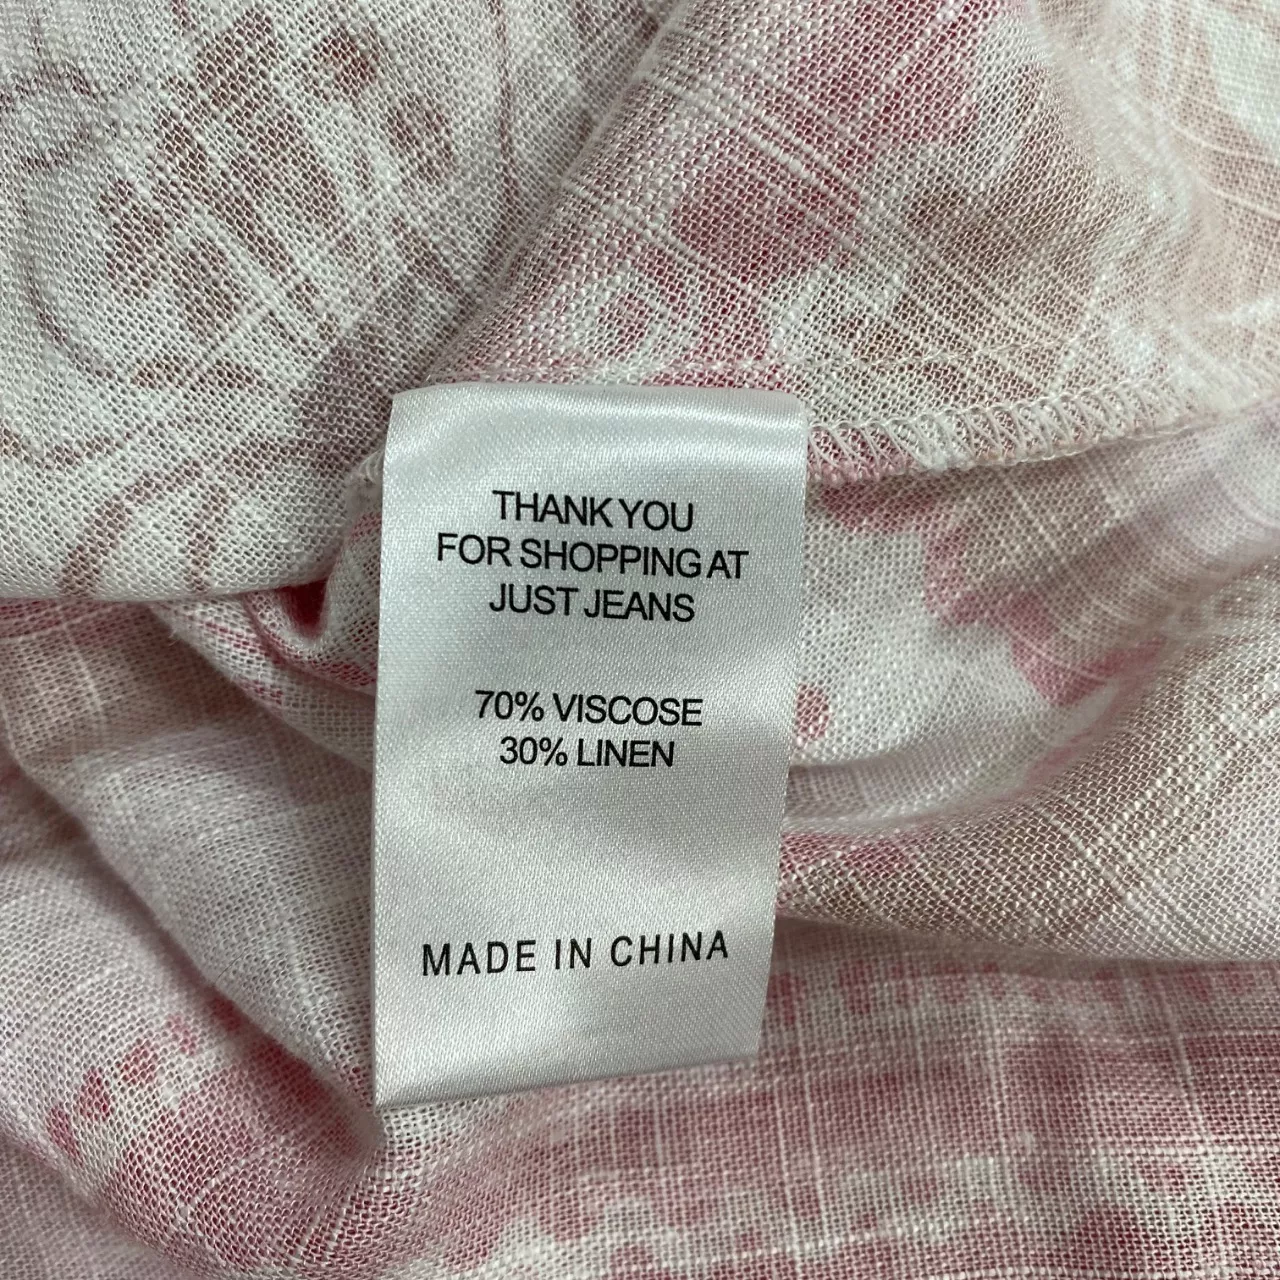 THANK YOU
FOR SHOPPING AT
JUST JEANS
70% VISCOSE
30% LINEN
MADE IN CHINA